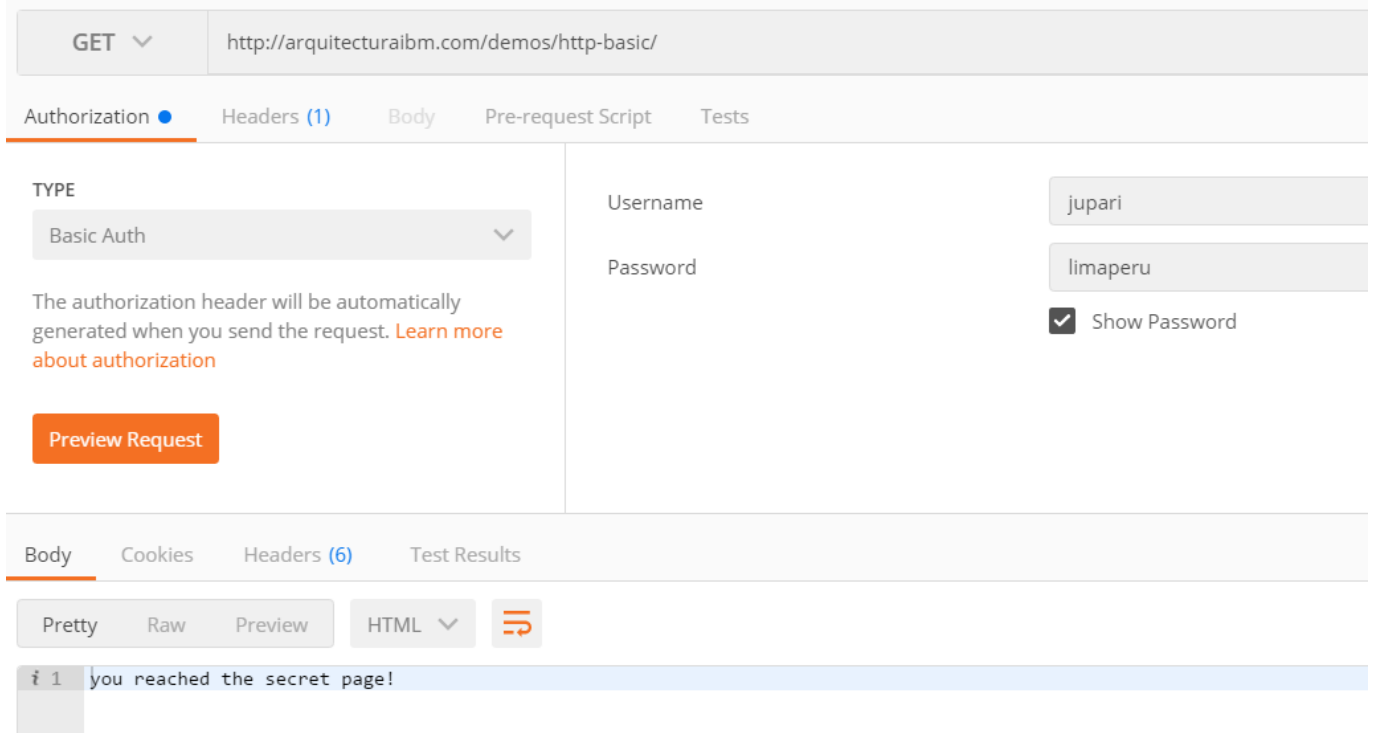 GET http://arquitecturaibm.com/demos/http-basic/
Authorization Headers (1) Body Pre-request Script Tests
TYPE
Basic Auth
The authorization header will be automatically
generated when you send the request. Learn more
about authorization
Preview Request
Username jupari
Password limaperu
Show Password
Body Cookies Headers (6) Test Results
Pretty Raw Preview HTML
i 1 you reached the secret page!